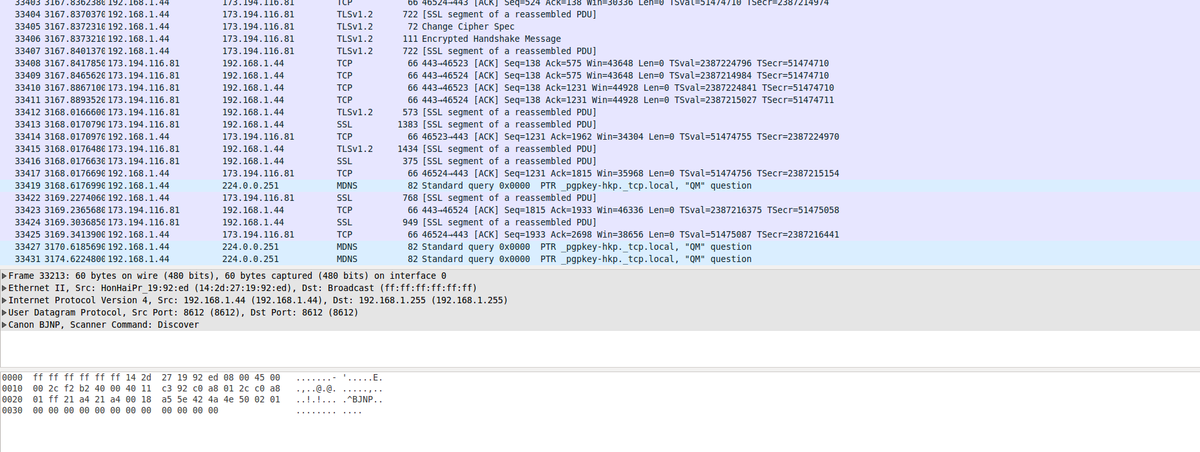 33403 3167.8362380 192.168.1.44 173.194.116.81 TCP 66 46524→443 [ACK] Seq=524 Ack=138 Win=30336 Len=0 TSval=51474710 TSecr=2387214974
33404 3167.8370370 192.168.1.44 173.194.116.81 TLSv1.2 722 [SSL segment of a reassembled PDU]
33405 3167.8372310 192.168.1.44 173.194.116.81 TLSv1.2 72 Change Cipher Spec
33406 3167.8373210 192.168.1.44 173.194.116.81 TLSv1.2 111 Encrypted Handshake Message
33407 3167.8401370 192.168.1.44 173.194.116.81 TLSv1.2 722 [SSL segment of a reassembled PDU]
33408 3167.8417850 173.194.116.81 192.168.1.44 TCP 66 443→46523 [ACK] Seq=138 Ack=575 Win=43648 Len=0 TSval=2387224796 TSecr=51474710
33409 3167.8465620 173.194.116.81 192.168.1.44 TCP 66 443→46524 [ACK] Seq=138 Ack=575 Win=43648 Len=0 TSval=2387214984 TSecr=51474710
33410 3167.8867100 173.194.116.81 192.168.1.44 TCP 66 443→46523 [ACK] Seq=138 Ack=1231 Win=44928 Len=0 TSval=2387224841 TSecr=51474710
33411 3167.8893520 173.194.116.81 192.168.1.44 TCP 66 443→46524 [ACK] Seq=138 Ack=1231 Win=44928 Len=0 TSval=2387215027 TSecr=51474711
33412 3168.0166600 173.194.116.81 192.168.1.44 TLSv1.2 573 [SSL segment of a reassembled PDU]
33413 3168.0170790 173.194.116.81 192.168.1.44 SSL 1383 [SSL segment of a reassembled PDU]
33414 3168.0170970 192.168.1.44 173.194.116.81 TCP 66 46523→443 [ACK] Seq=1231 Ack=1962 Win=34304 Len=0 TSval=51474755 TSecr=2387224970
33415 3168.0176480 173.194.116.81 192.168.1.44 TLSv1.2 1434 [SSL segment of a reassembled PDU]
33416 3168.0176630 173.194.116.81 192.168.1.44 SSL 375 [SSL segment of a reassembled PDU]
33417 3168.0176690 192.168.1.44 173.194.116.81 TCP 66 46524→443 [ACK] Seq=1231 Ack=1815 Win=35968 Len=0 TSval=51474756 TSecr=2387215154
33419 3168.6176990 192.168.1.44 224.0.0.251 MDNS 82 Standard query 0x0000 PTR _pgpkey-hkp._tcp.local, "QM" question
33422 3169.2274060 192.168.1.44 173.194.116.81 SSL 768 [SSL segment of a reassembled PDU]
33423 3169.2365680 173.194.116.81 192.168.1.44 TCP 66 443→46524 [ACK] Seq=1815 Ack=1933 Win=46336 Len=0 TSval=2387216375 TSecr=51475058
33424 3169.3036850 173.194.116.81 192.168.1.44 SSL 949 [SSL segment of a reassembled PDU]
33425 3169.3413900 192.168.1.44 173.194.116.81 TCP 66 46524→443 [ACK] Seq=1933 Ack=2698 Win=38656 Len=0 TSval=51475087 TSecr=2387216441
33427 3170.6185690 192.168.1.44 224.0.0.251 MDNS 82 Standard query 0x0000 PTR _pgpkey-hkp._tcp.local, "QM" question
33431 3174.6224800 192.168.1.44 224.0.0.251 MDNS 82 Standard query 0x0000 PTR _pgpkey-hkp._tcp.local, "QM" question
Frame 33213: 60 bytes on wire (480 bits), 60 bytes captured (480 bits) on interface 0
Ethernet II, Src: HonHaiPr_19:92:ed (14:2d:27:19:92:ed), Dst: Broadcast (ff:ff:ff:ff:ff:ff)
Internet Protocol Version 4, Src: 192.168.1.44 (192.168.1.44), Dst: 192.168.1.255 (192.168.1.255)
User Datagram Protocol, Src Port: 8612 (8612), Dst Port: 8612 (8612)
Canon BJNP, Scanner Command: Discover
0000 ff ff ff ff ff ff 14 2d 27 19 92 ed 08 00 45 00 .......- '.....E.
0010 00 2c f2 b2 40 00 40 11 c3 92 c0 a8 01 2c c0 a8 .,..@.@. .....,..
0020 01 ff 21 a4 21 a4 00 18 a5 5e 42 4a 4e 50 02 01 ..!.!... .^BJNP..
0030 00 00 00 00 00 00 00 00 00 00 00 00 ........ ....